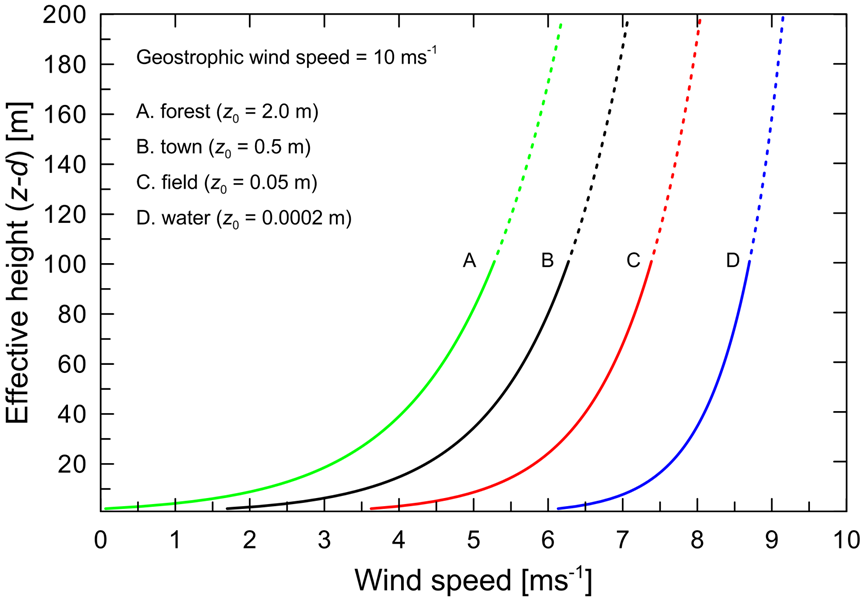 200
180
160
140
120
100
80
60
40
20
Effective height (z-d) [m]
Geostrophic wind speed = 10 ms⁻¹
A. forest (z₀ = 2.0 m)
B. town (z₀ = 0.5 m)
C. field (z₀ = 0.05 m)
D. water (z₀ = 0.0002 m)
A B C D
0 1 2 3 4 5 6 7 8 9 10
Wind speed [ms⁻¹]